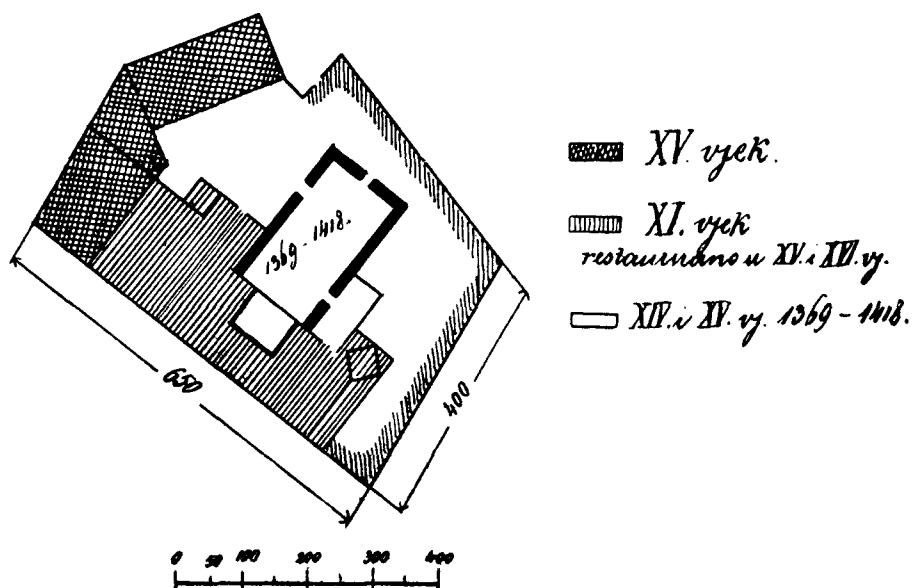 XV. vjek.
XI. vjek
restaurirano u XV. i XVI. vj.
XIV. i XV. vj. 1369 - 1418.
1369 - 1418.
650
400
0 50 100 200 300 400